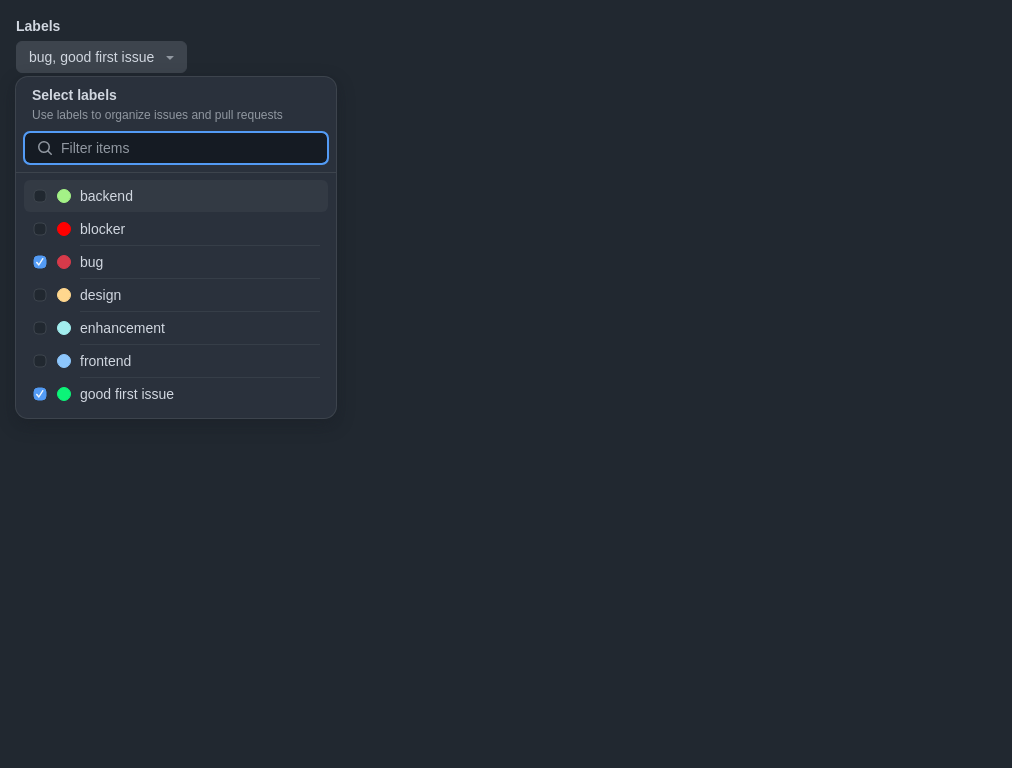 Labels
bug, good first issue
Select labels
Use labels to organize issues and pull requests
Filter items
backend
blocker
bug
design
enhancement
frontend
good first issue